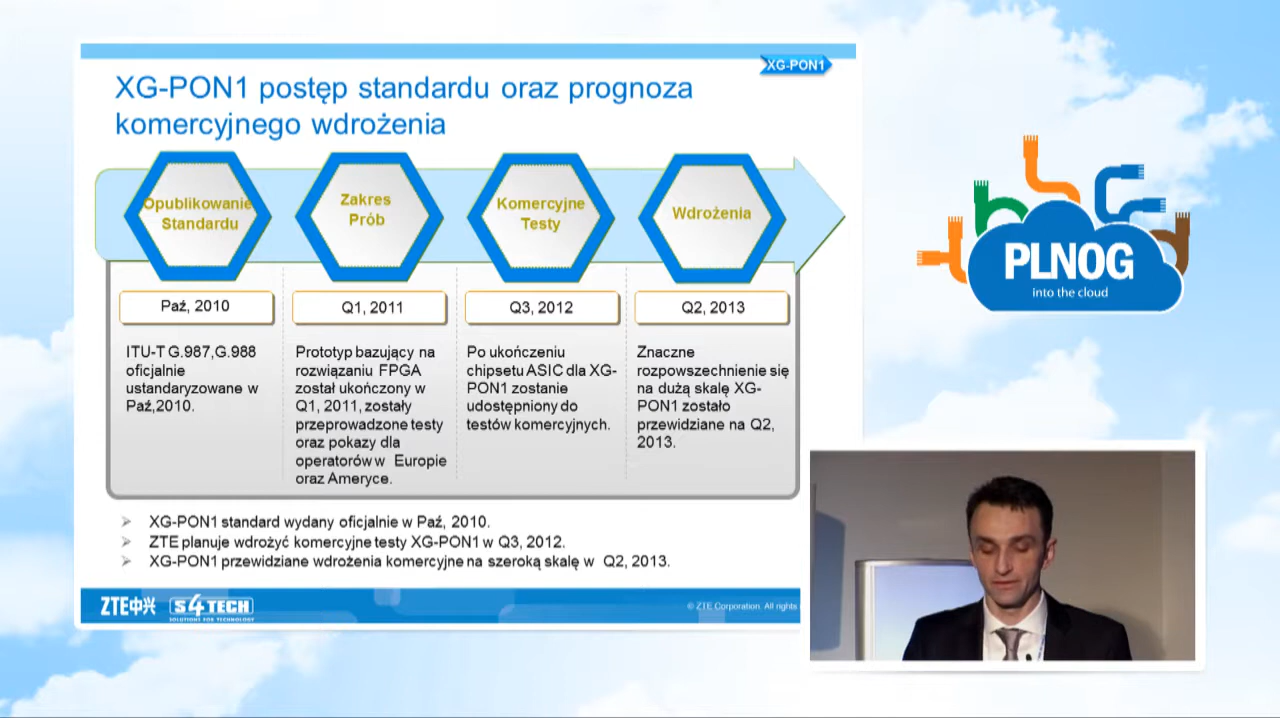 XG-PON1
XG-PON1 postęp standardu oraz prognoza
komercyjnego wdrożenia
Opublikowanie
Standardu
Zakres
Prób
Komercyjne
Testy
Wdrożenia
Paź, 2010
Q1, 2011
Q3, 2012
Q2, 2013
ITU-T G.987,G.988
oficjalnie
ustandaryzowane w
Paź,2010.
Prototyp bazujący na
rozwiązaniu FPGA
został ukończony w
Q1, 2011, zostały
przeprowadzone testy
oraz pokazy dla
operatorów w Europie
oraz Ameryce.
Po ukończeniu
chipsetu ASIC dla XG-
PON1 zostanie
udostępniony do
testów komercyjnych.
Znaczne
rozpowszechnienie się
na dużą skalę XG-
PON1 zostało
przewidziane na Q2,
2013.
XG-PON1 standard wydany oficjalnie w Paź, 2010.
ZTE planuje wdrożyć komercyjne testy XG-PON1 w Q3, 2012.
XG-PON1 przewidziane wdrożenia komercyjne na szeroką skalę w Q2, 2013.
ZTE中兴
S4TECH
SOLUTIONS FOR TECHNOLOGY
© ZTE Corporation. All rights
PLNOG
into the cloud